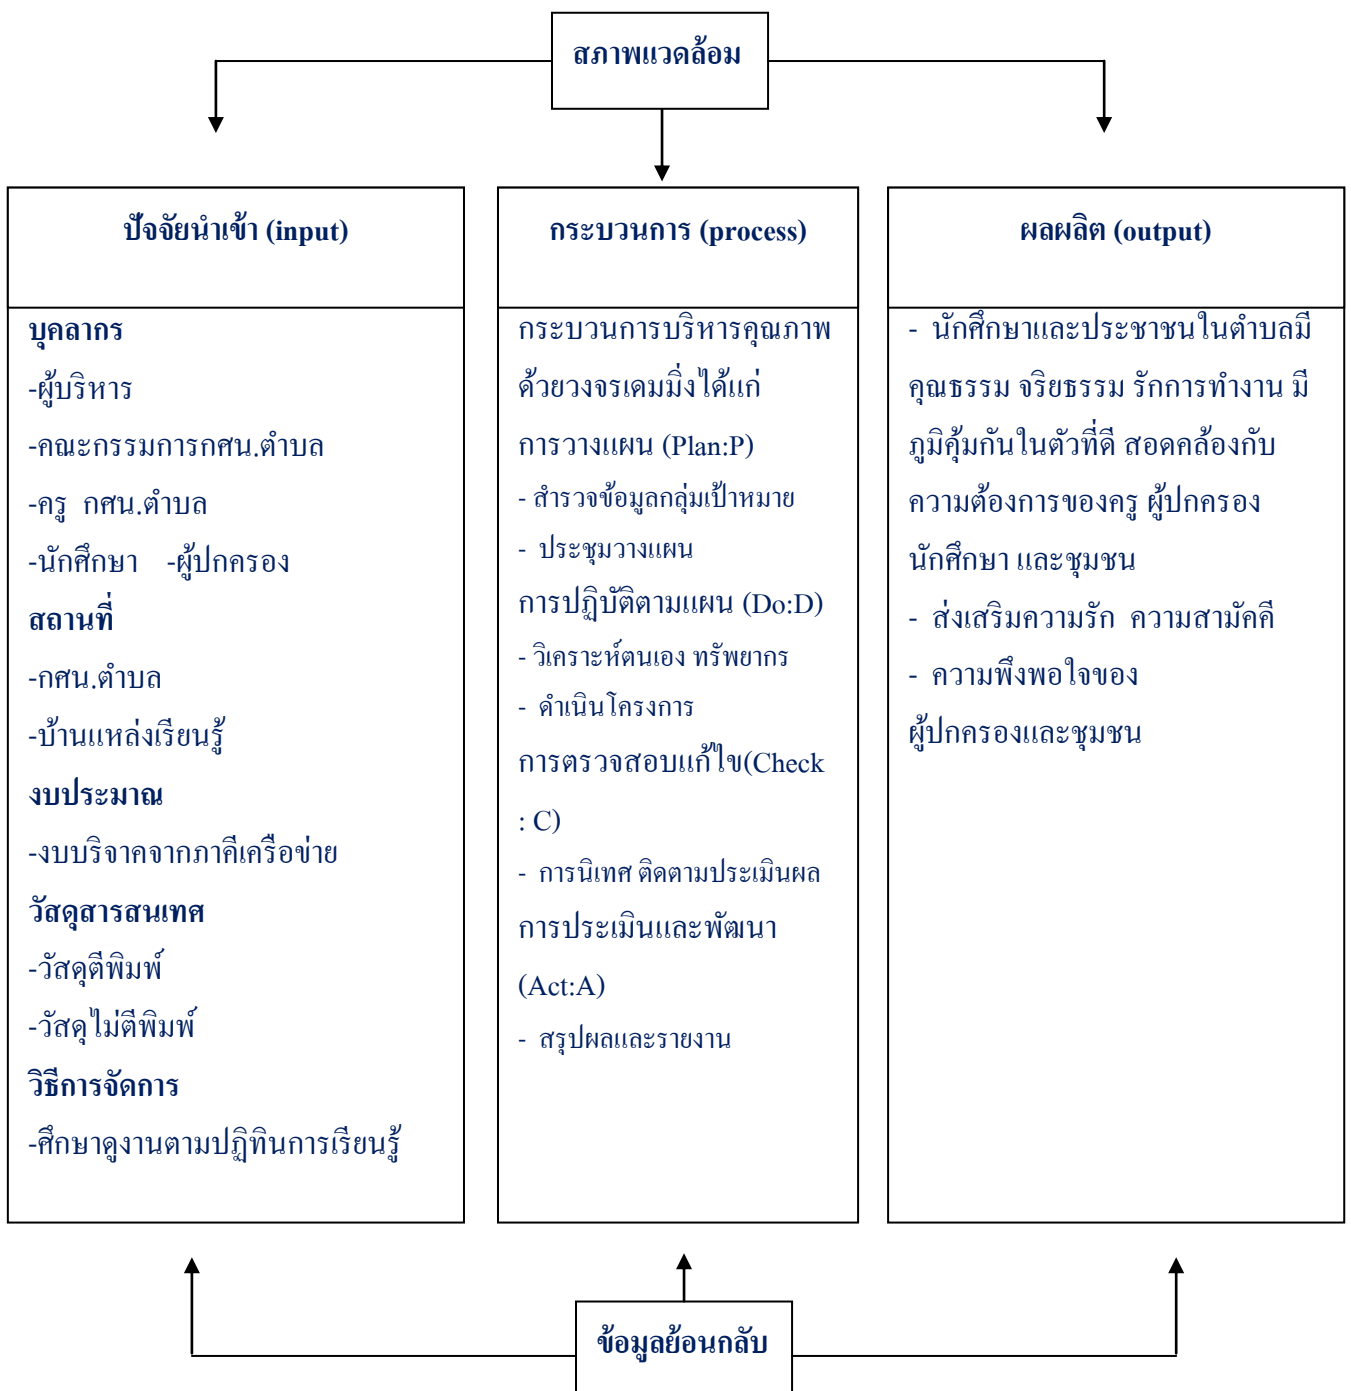 สภาพแวดล้อม
ปัจจัยนำเข้า (input)
บุคลากร
-ผู้บริหาร
-คณะกรรมการกศน.ตำบล
-ครู กศน.ตำบล
-นักศึกษา -ผู้ปกครอง
สถานที่
-กศน.ตำบล
-บ้านแหล่งเรียนรู้
งบประมาณ
-งบบริจาคจากภาคีเครือข่าย
วัสดุสารสนเทศ
-วัสดุตีพิมพ์
-วัสดุไม่ตีพิมพ์
วิธีการจัดการ
-ศึกษาดูงานตามปฏิทินการเรียนรู้
กระบวนการ (process)
กระบวนการบริหารคุณภาพ
ด้วยวงจรเดมมิ่งได้แก่
การวางแผน (Plan:P)
- สำรวจข้อมูลกลุ่มเป้าหมาย
- ประชุมวางแผน
การปฏิบัติตามแผน (Do:D)
- วิเคราะห์ตนเอง ทรัพยากร
- ดำเนินโครงการ
การตรวจสอบแก้ไข(Check
: C)
- การนิเทศ ติดตามประเมินผล
การประเมินและพัฒนา
(Act:A)
- สรุปผลและรายงาน
ผลผลิต (output)
- นักศึกษาและประชาชนในตำบลมี
คุณธรรม จริยธรรม รักการทำงาน มี
ภูมิคุ้มกันในตัวที่ดี สอดคล้องกับ
ความต้องการของครู ผู้ปกครอง
นักศึกษา และชุมชน
- ส่งเสริมความรัก ความสามัคคี
- ความพึงพอใจของ
ผู้ปกครองและชุมชน
ข้อมูลย้อนกลับ